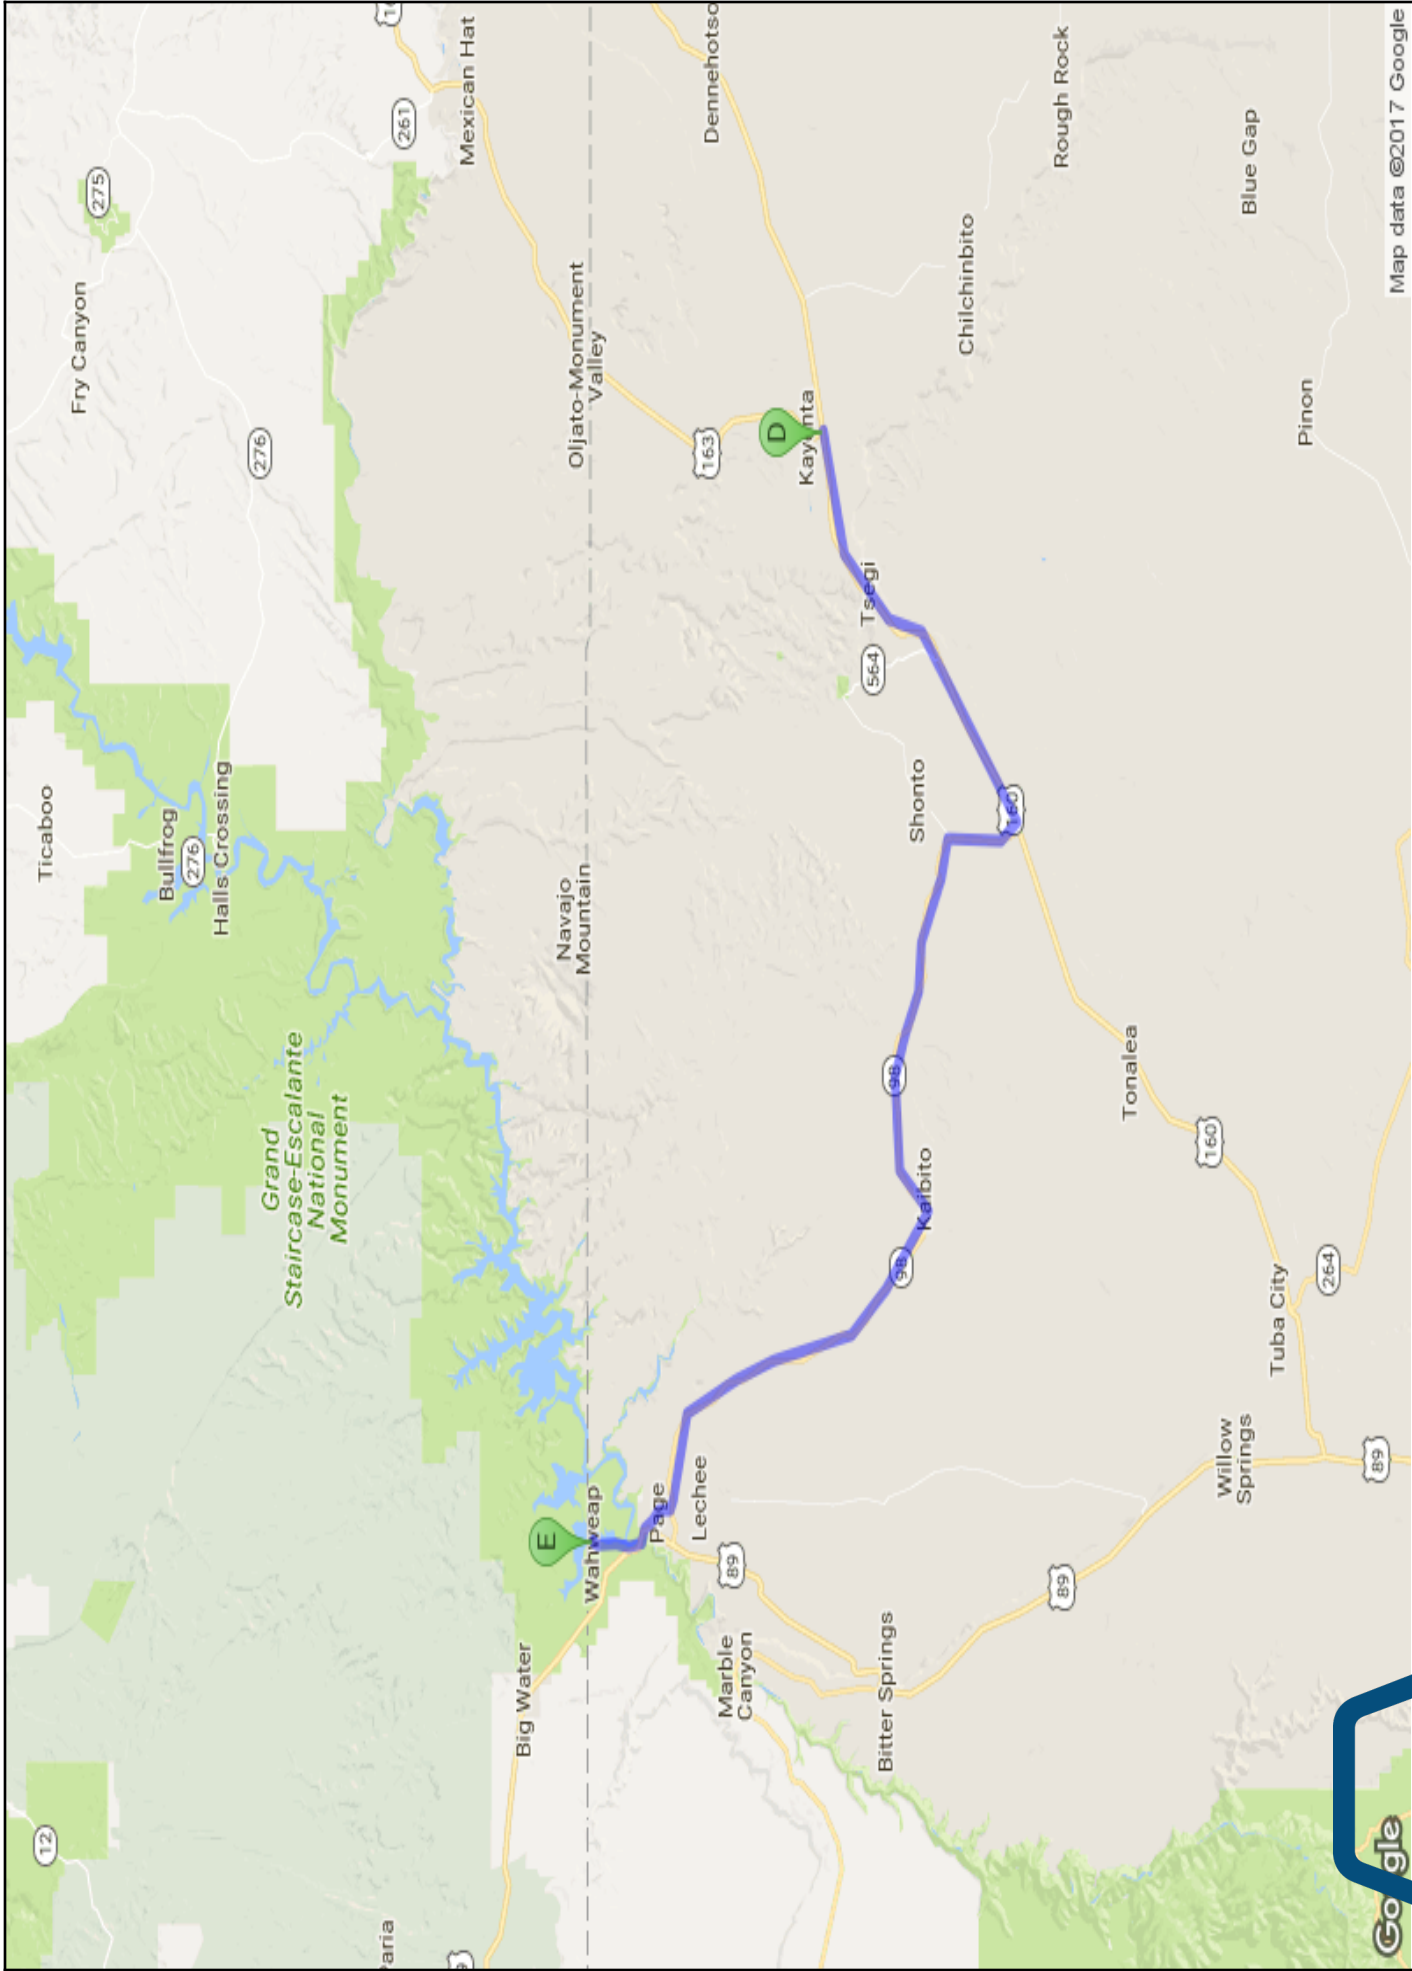 12
Paria
9
Big Water
Ticaboo
Bullfrog
276
Halls Crossing
Grand
Staircase-Escalante
National
Monument
Fry Canyon
275
276
261
Mexican Hat
Oljato-Monument
Valley
Navajo
Mountain
E
Wahweap
Page
Lechee
89
Marble
Canyon
Bitter Springs
89
Willow
Springs
89
Tuba City
264
160
Tonalea
Kaibito
98
98
Shonto
160
564
Tsegi
D
Kayenta
163
Dennehotso
Chilchinbito
Rough Rock
Blue Gap
Pinon
Google
Map data ©2017 Google